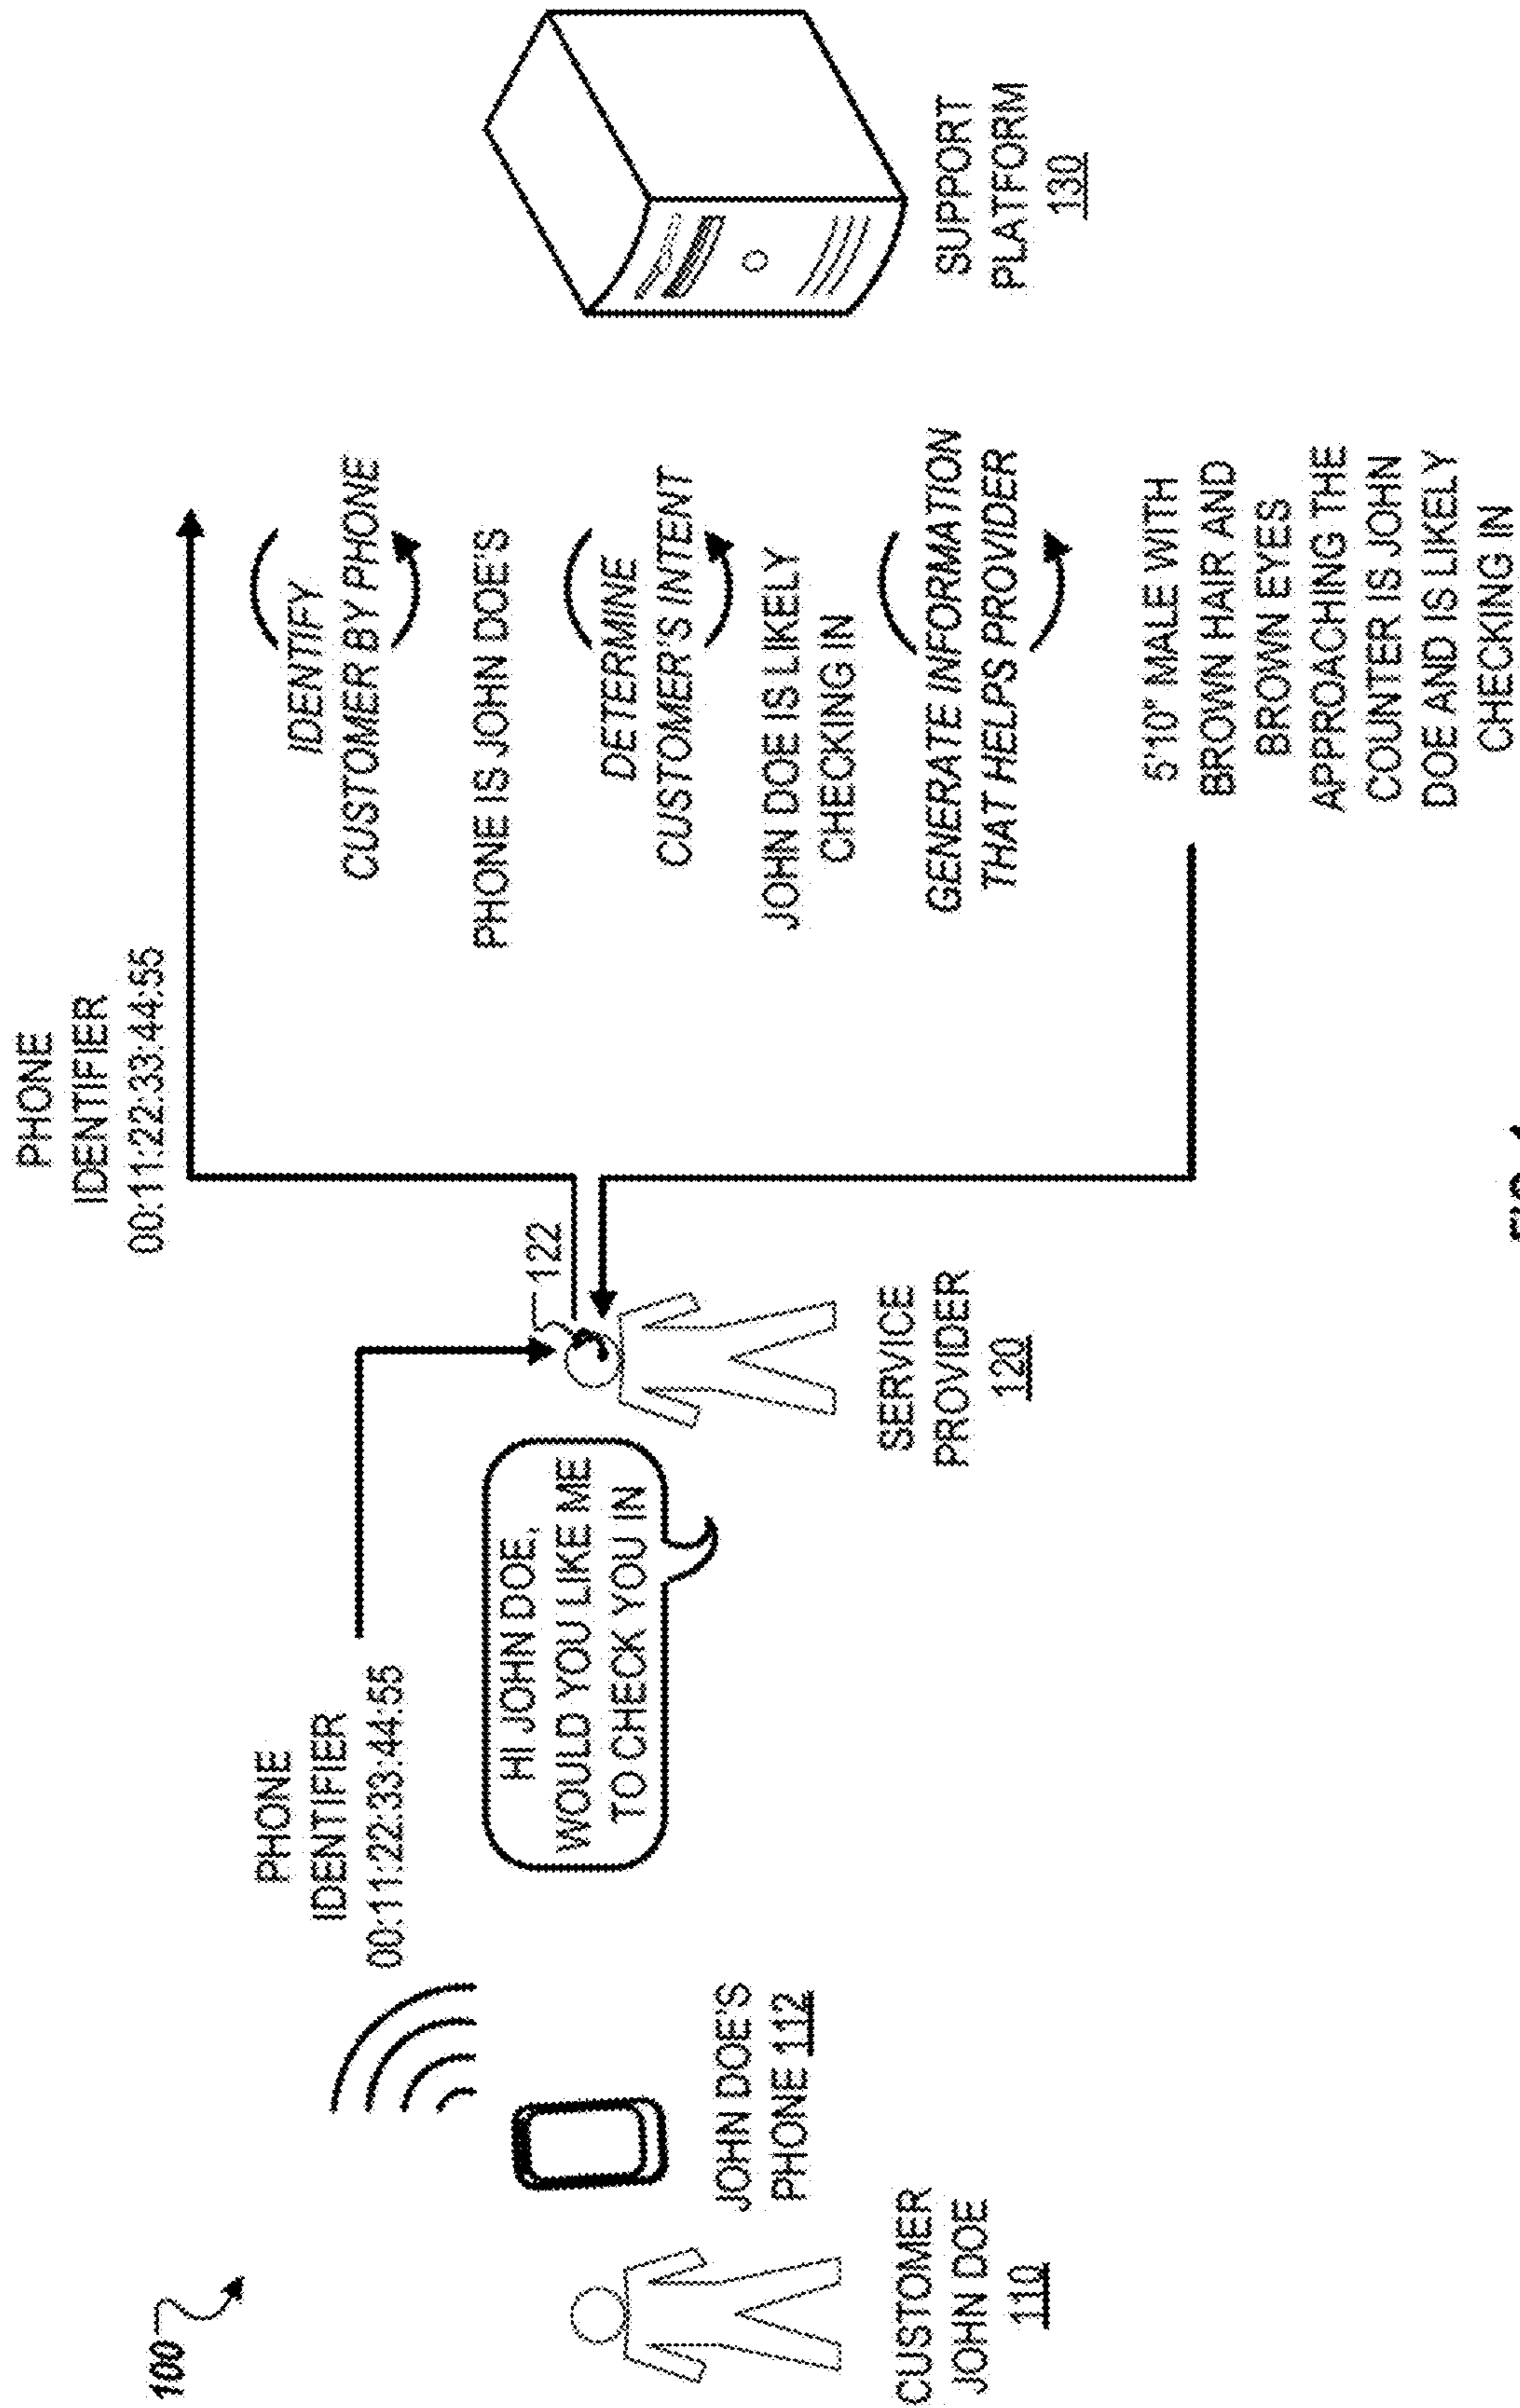 100
PHONE
IDENTIFIER
00:11:22:33:44:55
PHONE
IDENTIFIER
00:11:22:33:44:55
HI JOHN DOE,
WOULD YOU LIKE ME
TO CHECK YOU IN
122
IDENTIFY
CUSTOMER BY PHONE
PHONE IS JOHN DOE'S
DETERMINE
CUSTOMER'S INTENT
JOHN DOE IS LIKELY
CHECKING IN
GENERATE INFORMATION
THAT HELPS PROVIDER
5'10" MALE WITH
BROWN HAIR AND
BROWN EYES
APPROACHING THE
COUNTER IS JOHN
DOE AND IS LIKELY
CHECKING IN
CUSTOMER
JOHN DOE
110
JOHN DOE'S
PHONE 112
SERVICE
PROVIDER
120
SUPPORT
PLATFORM
130